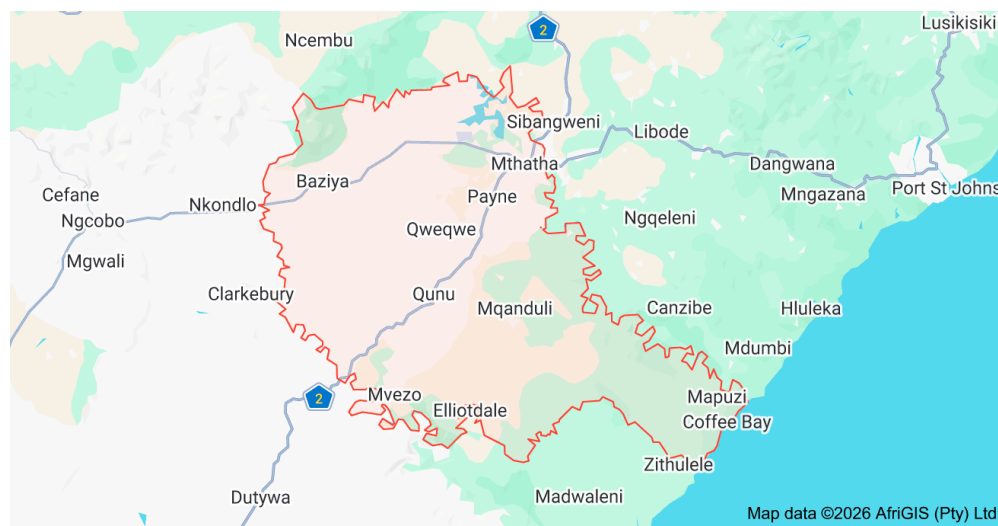 Lusikisiki
2
Ncembu
Sibangweni
Libode
Mthatha
Dangwana
Baziya
Port St Johns
Cefane
Payne
Mngazana
Nkondlo
Ngcobo
Ngqeleni
Qweqwe
Mgwali
Clarkebury
Qunu
Mqanduli
Canzibe
Hluleka
Mdumbi
Mvezo
Mapuzi
2
Elliotdale
Coffee Bay
Zithulele
Dutywa
Madwaleni
Map data ©2026 AfriGIS (Pty) Ltd